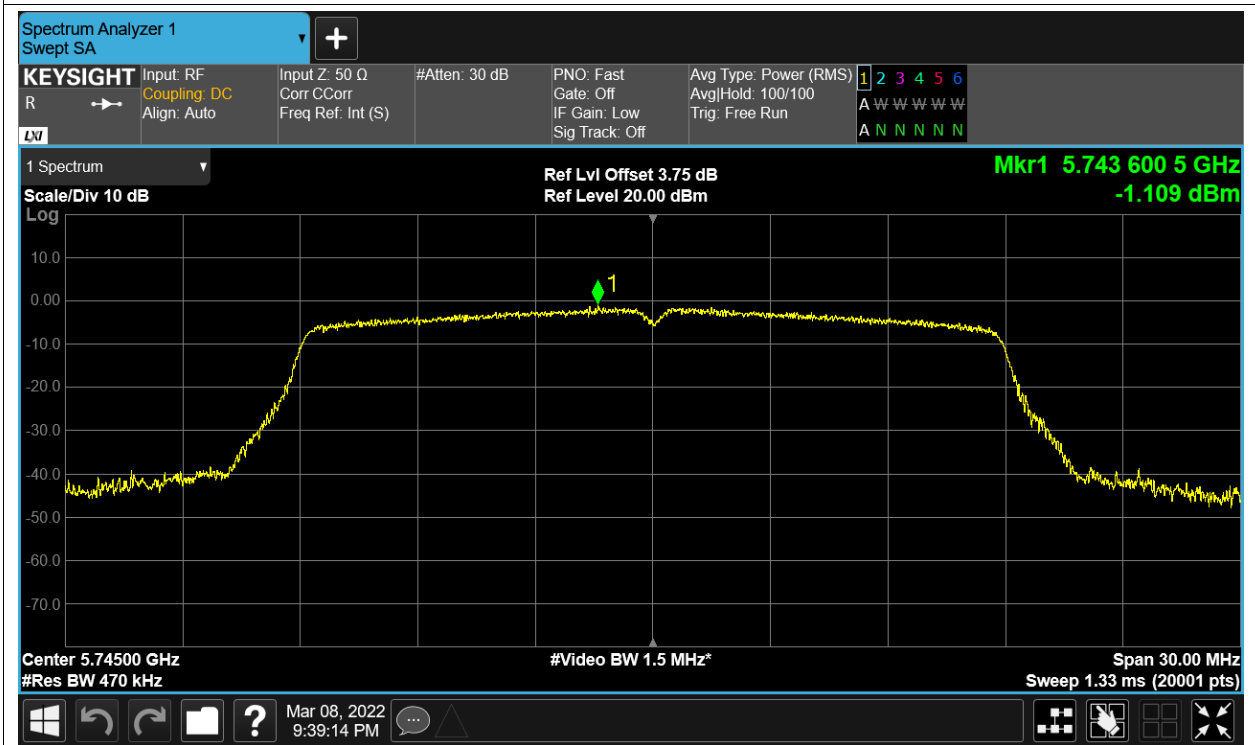 Spectrum Analyzer 1
Swept SA
+
KEYSIGHT
R
LXI
Input: RF
Coupling: DC
Align: Auto
Input Z: 50 Ω
Corr CCorr
Freq Ref: Int (S)
#Atten: 30 dB
PNO: Fast
Gate: Off
IF Gain: Low
Sig Track: Off
Avg Type: Power (RMS)
Avg|Hold: 100/100
Trig: Free Run
1 2 3 4 5 6
A W W W W W
A N N N N N
1 Spectrum
Scale/Div 10 dB
Log
Ref Lvl Offset 3.75 dB
Ref Level 20.00 dBm
Mkr1 5.743 600 5 GHz
-1.109 dBm
1
10.0
0.00
-10.0
-20.0
-30.0
-40.0
-50.0
-60.0
-70.0
Center 5.74500 GHz
#Res BW 470 kHz
#Video BW 1.5 MHz*
Span 30.00 MHz
Sweep 1.33 ms (20001 pts)
?
Mar 08, 2022
9:39:14 PM